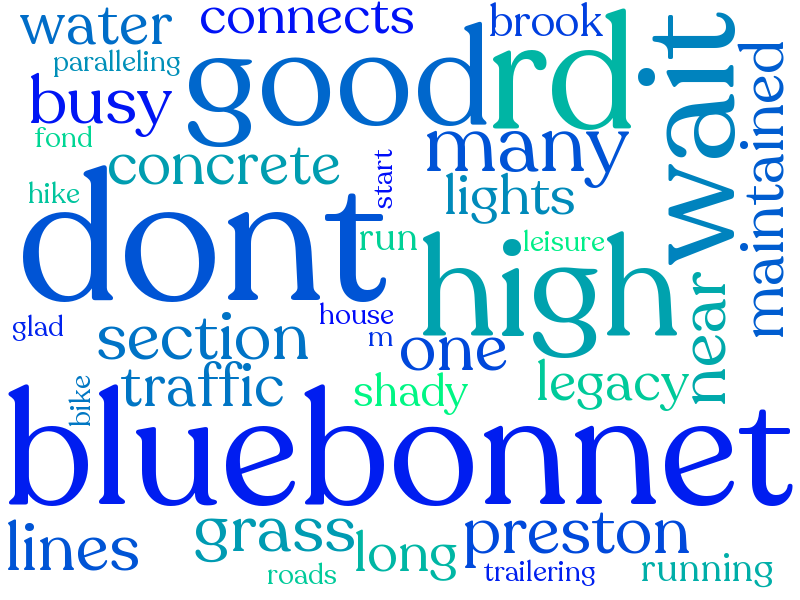 water
connects
brook
paralleling
good
rd
wait
busy
many
maintained
fond
concrete
start
lights
hike
dont
run
leisure
high
near
glad
section
house
m
one
traffic
bike
shady
legacy
bluebonnet
lines
grass
long
preston
roads
trailering
running